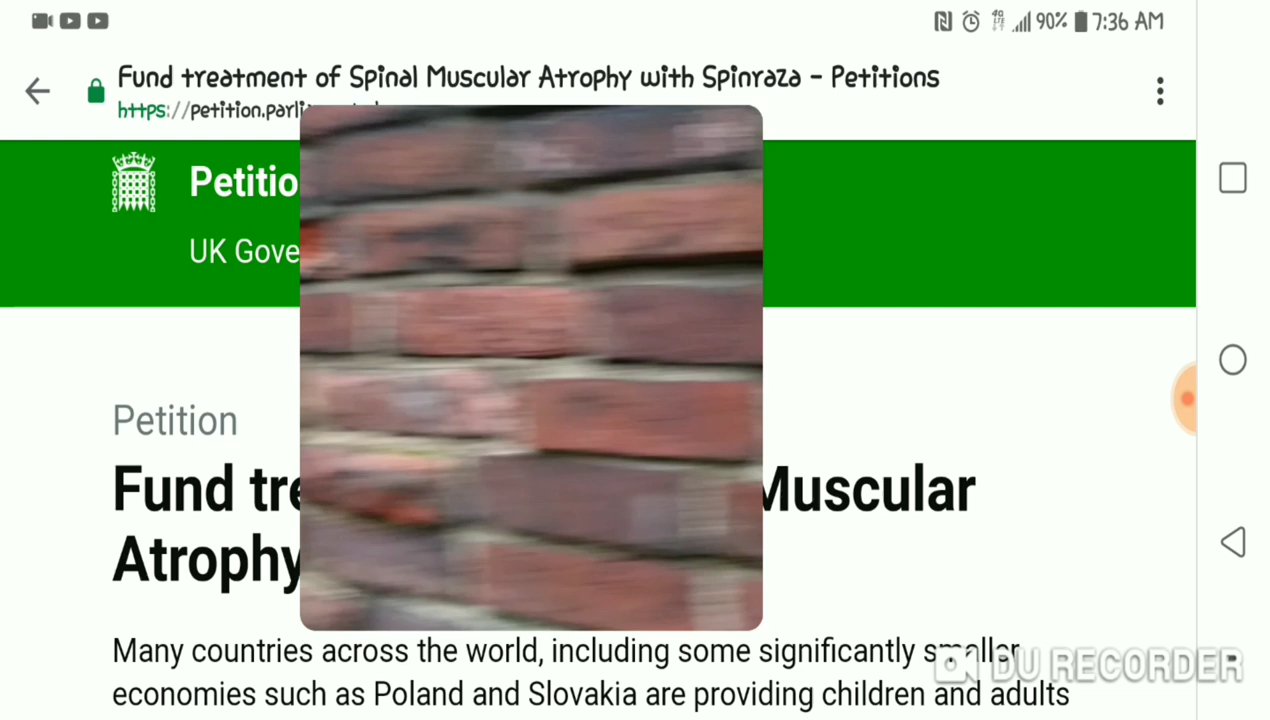 4G
LTE
90% 7:36 AM
Fund treatment of Spinal Muscular Atrophy with Spinraza – Petitions
https://petition.parli
Petitio
UK Gove
Petition
Fund tre Muscular
Atrophy
Many countries across the world, including some significantly smaller
economies such as Poland and Slovakia are providing children and adults
DU RECORDER